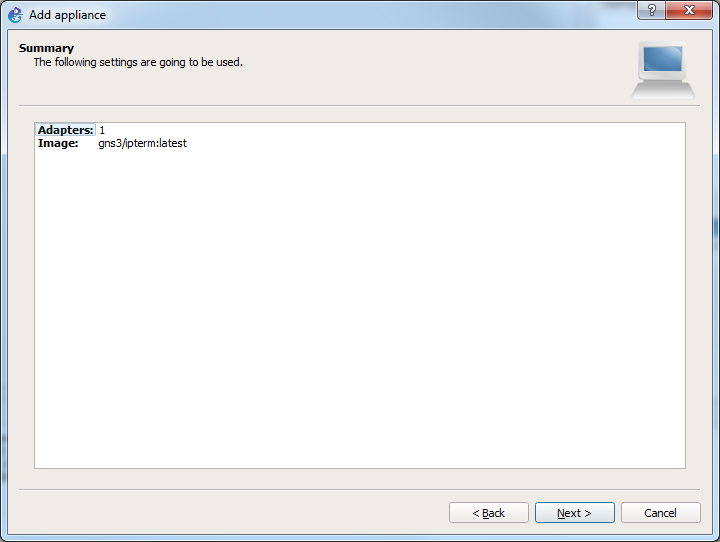 Add appliance
?
Summary
The following settings are going to be used.
Adapters: 1
Image: gns3/ipterm:latest
< Back
Next >
Cancel